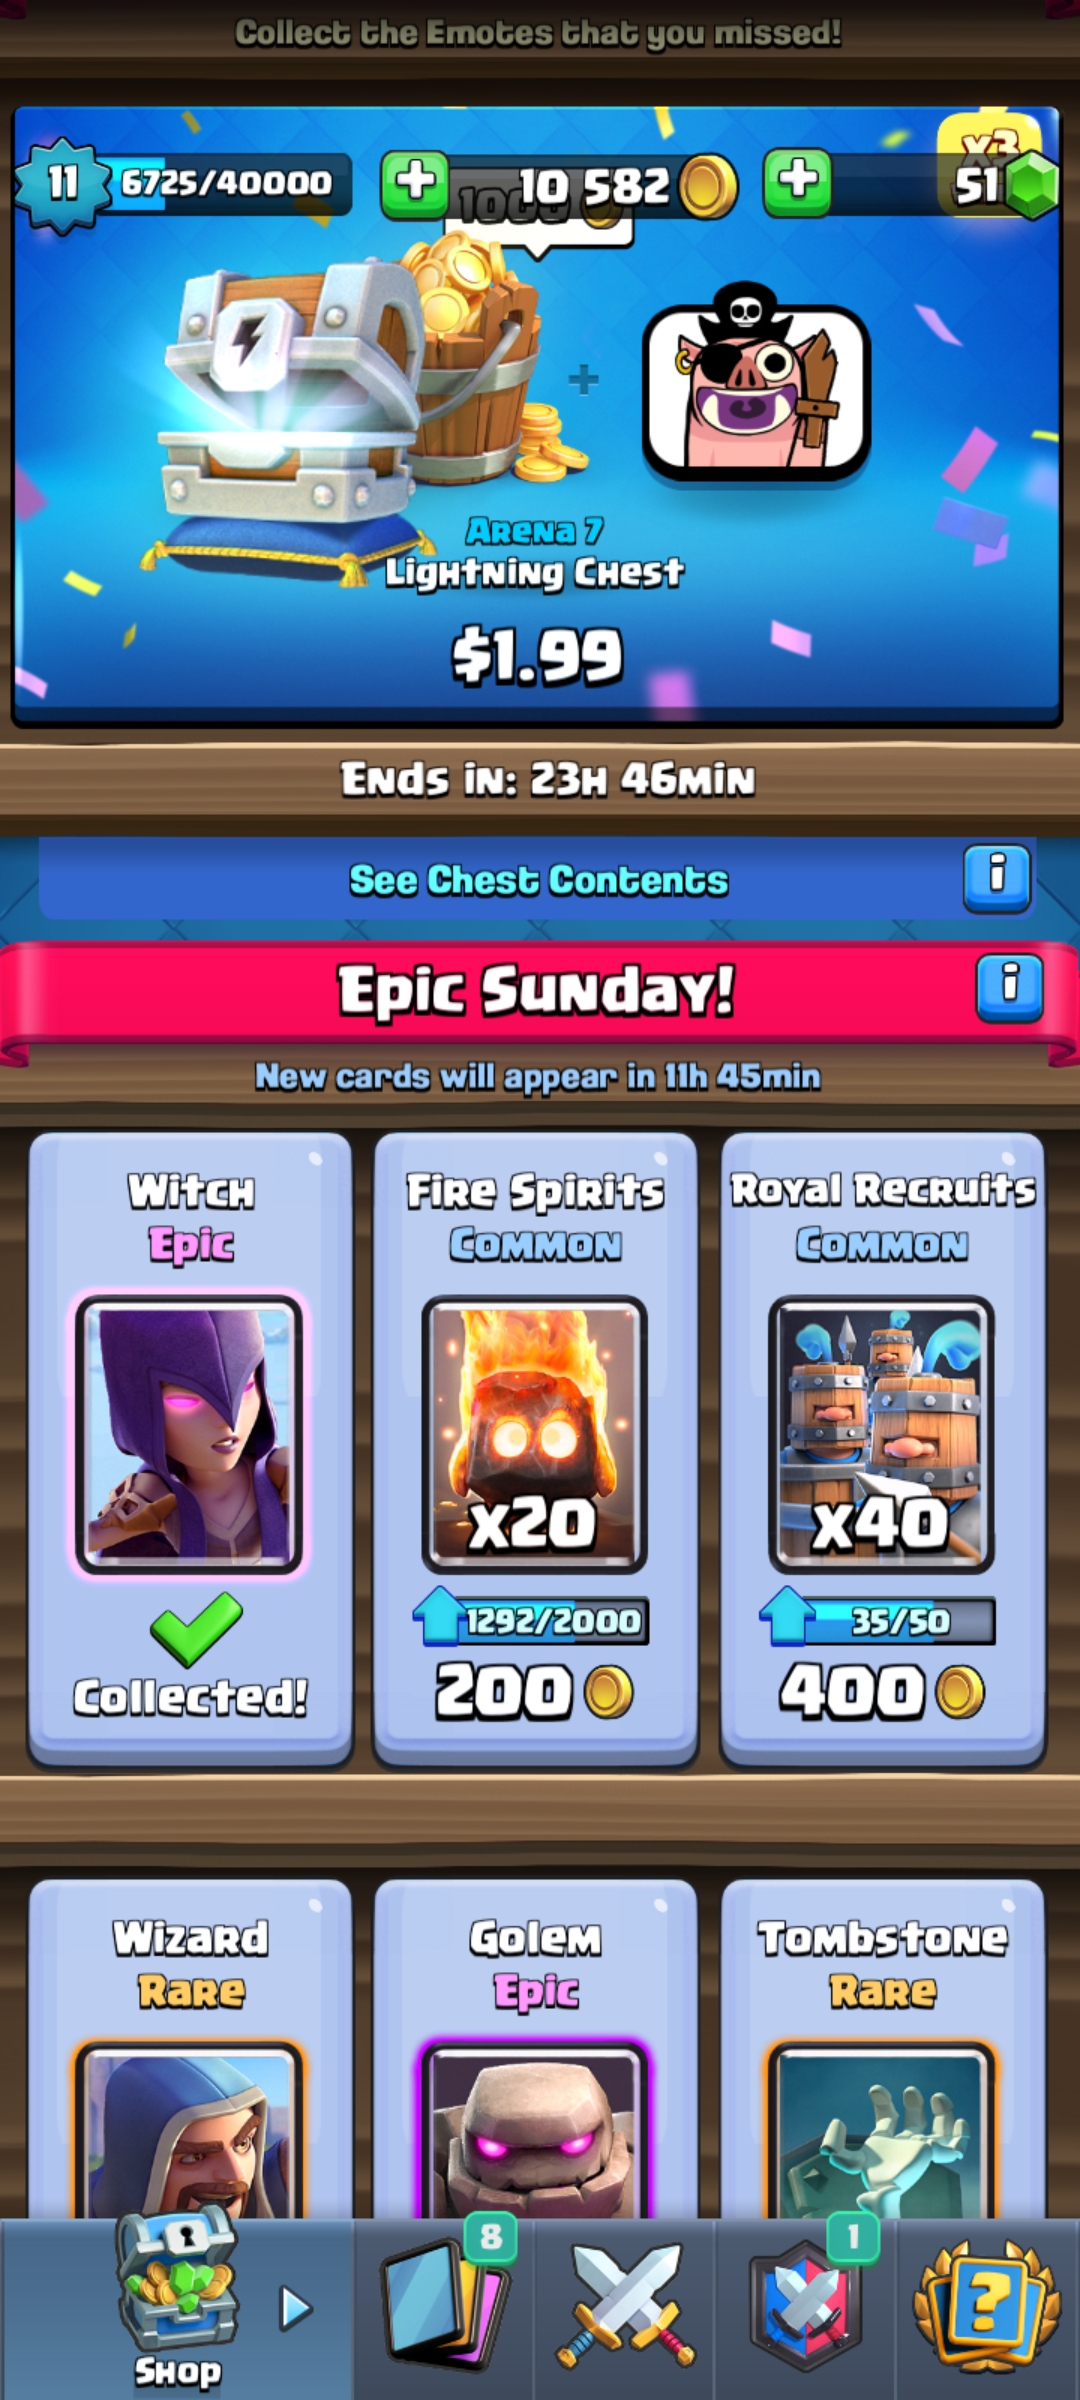 Collect the Emotes that you missed!
x3
11
6725/40000
10 582
51
1000
Arena 7
Lightning Chest
$1.99
Ends in: 23h 46min
See Chest Contents
i
Epic Sunday!
i
New cards will appear in 11h 45min
Witch
Epic
Collected!
Fire Spirits
Common
x20
1292/2000
200
Royal Recruits
Common
x40
35/50
400
Wizard
Rare
Golem
Epic
Tombstone
Rare
Shop
8
1
?